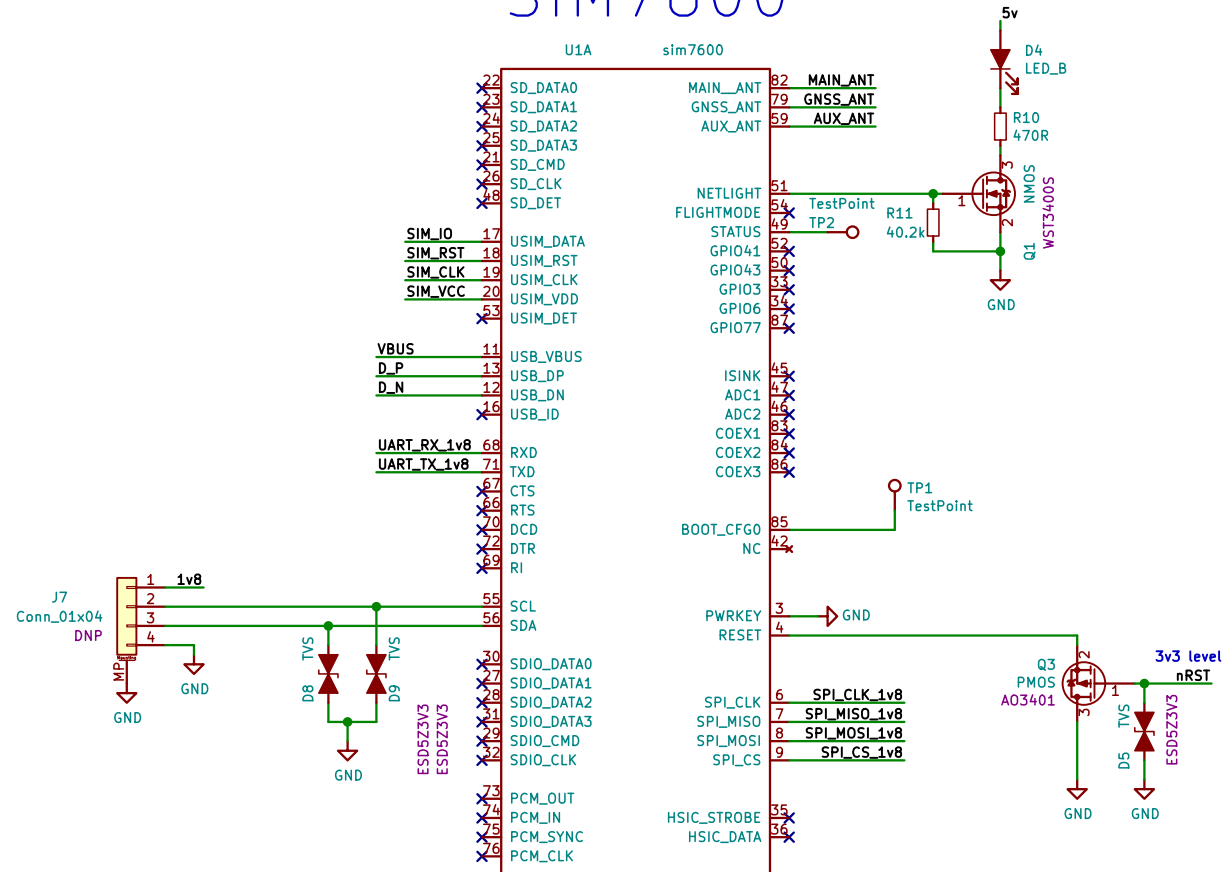 SIM7600
U1A
sim7600
22 SD_DATA0
23 SD_DATA1
24 SD_DATA2
25 SD_DATA3
21 SD_CMD
26 SD_CLK
48 SD_DET
SIM_IO 17 USIM_DATA
SIM_RST 18 USIM_RST
SIM_CLK 19 USIM_CLK
SIM_VCC 20 USIM_VDD
53 USIM_DET
VBUS 11 USB_VBUS
D_P 13 USB_DP
D_N 12 USB_DN
16 USB_ID
UART_RX_1v8 68 RXD
UART_TX_1v8 71 TXD
67 CTS
66 RTS
70 DCD
72 DTR
69 RI
55 SCL
56 SDA
30 SDIO_DATA0
27 SDIO_DATA1
28 SDIO_DATA2
31 SDIO_DATA3
29 SDIO_CMD
32 SDIO_CLK
73 PCM_OUT
74 PCM_IN
75 PCM_SYNC
76 PCM_CLK
J7
Conn_01x04
DNP
1 1v8
2
3
4
MP
Mounting
GND
GND
TVS
D8
TVS
D9
ESD5Z3V3
ESD5Z3V3
GND
MAIN__ANT 82 MAIN_ANT
GNSS_ANT 79 GNSS_ANT
AUX_ANT 59 AUX_ANT
NETLIGHT 51
FLIGHTMODE 54
STATUS 49
GPIO41 52
GPIO43 50
GPIO3 33
GPIO6 34
GPIO77 87
ISINK 45
ADC1 47
ADC2 46
COEX1 83
COEX2 84
COEX3 86
BOOT_CFG0 85
NC 42
PWRKEY 3 GND
RESET 4
SPI_CLK 6 SPI_CLK_1v8
SPI_MISO 7 SPI_MISO_1v8
SPI_MOSI 8 SPI_MOSI_1v8
SPI_CS 9 SPI_CS_1v8
HSIC_STROBE 35
HSIC_DATA 36
TestPoint
TP2
TP1
TestPoint
5v
D4
LED_B
R10
470R
3
1
2
NMOS
WST3400S
Q1
R11
40.2k
GND
2
Q3
PMOS
AO3401
1
3
3v3 level
nRST
TVS
D5
ESD5Z3V3
GND
GND